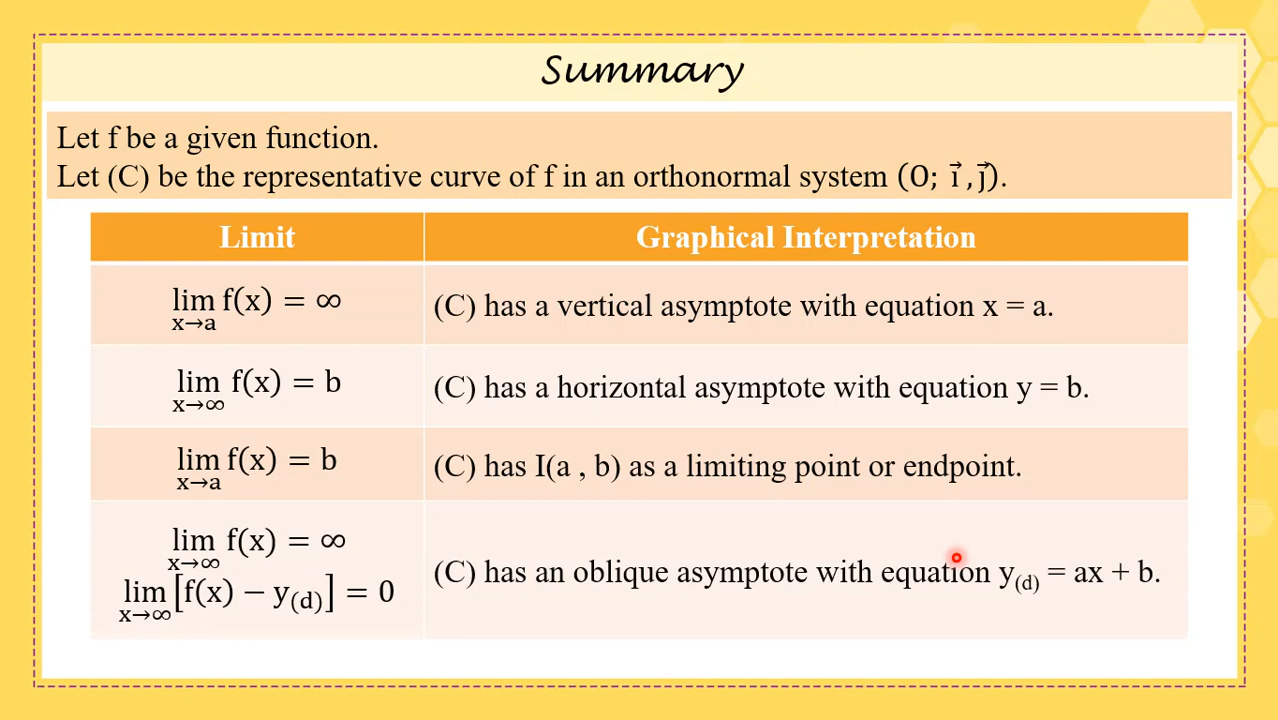 Summary
Let f be a given function.
Let (C) be the representative curve of f in an orthonormal system (O; i⃗ , j⃗).
Limit
Graphical Interpretation
lim f(x) = ∞
x→a
(C) has a vertical asymptote with equation x = a.
lim f(x) = b
x→∞
(C) has a horizontal asymptote with equation y = b.
lim f(x) = b
x→a
(C) has I(a , b) as a limiting point or endpoint.
lim f(x) = ∞
x→∞
lim [f(x) − y(d)] = 0
x→∞
(C) has an oblique asymptote with equation y(d) = ax + b.